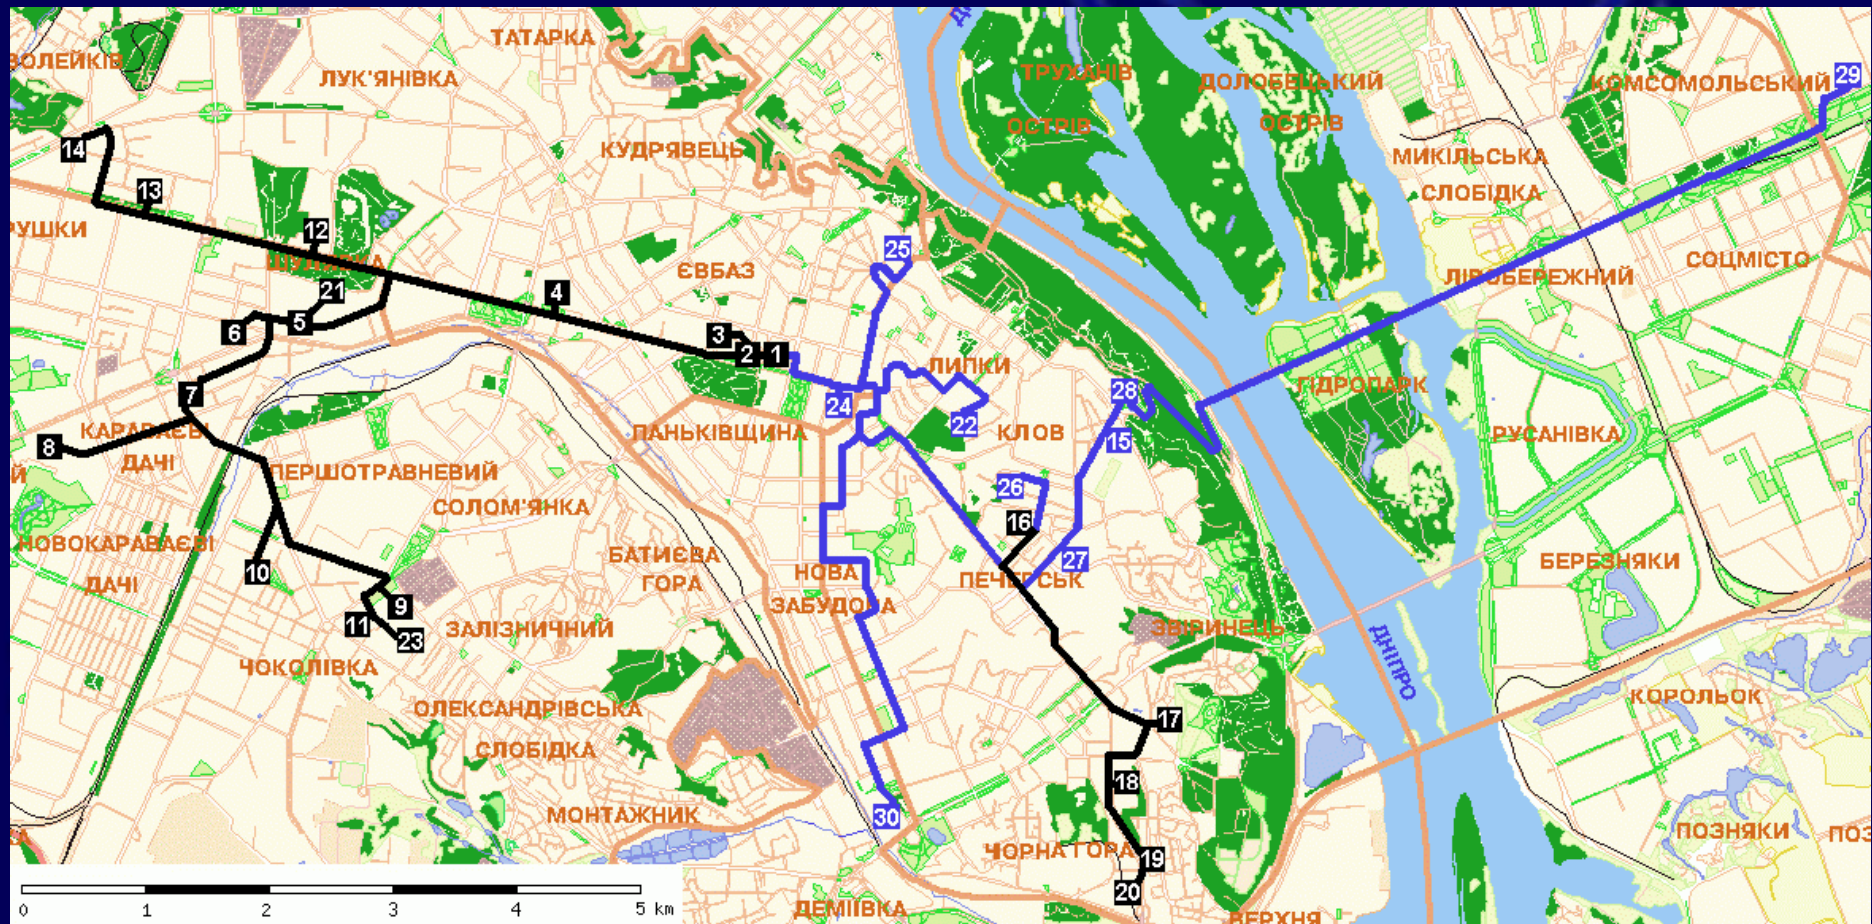 ТАТАРКА
ВОЛЕЙКІВ
ЛУК'ЯНІВКА
ТРУХАНІВ
ОСТРІВ
ДОЛОБЕЦЬКИЙ
ОСТРІВ
КОМСОМОЛЬСЬКИЙ
29
14
КУДРЯВЕЦЬ
МИКІЛЬСЬКА
СЛОБІДКА
13
РУШКИ
12
ШУЛЯВКА
ЄВБАЗ
25
ЛІВОБЕРЕЖНИЙ
СОЦМІСТО
21
4
6
5
3
2
1
ЛИПКИ
7
24
22
28
ГІДРОПАРК
8
КАРАВАЄВІ
ДАЧІ
ПАНЬКІВЩИНА
КЛОВ
15
РУСАНІВКА
Й
ПЕРШОТРАВНЕВИЙ
СОЛОМ'ЯНКА
26
16
НОВОКАРАВАЄВІ
ДАЧІ
10
БАТИЄВА
ГОРА
НОВА
ЗАБУДОВА
ПЕЧЕРСЬК
27
БЕРЕЗНЯКИ
9
11
23
ЗАЛІЗНИЧНИЙ
ЗВІРИНЕЦЬ
ДНІПРО
ЧОКОЛІВКА
ОЛЕКСАНДРІВСЬКА
СЛОБІДКА
17
КОРОЛЬОК
18
МОНТАЖНИК
30
ЧОРНА ГОРА
19
20
ПОЗНЯКИ
ПОЗ
ДЕМІЇВКА
ВЕРХНЯ
0 1 2 3 4 5 km